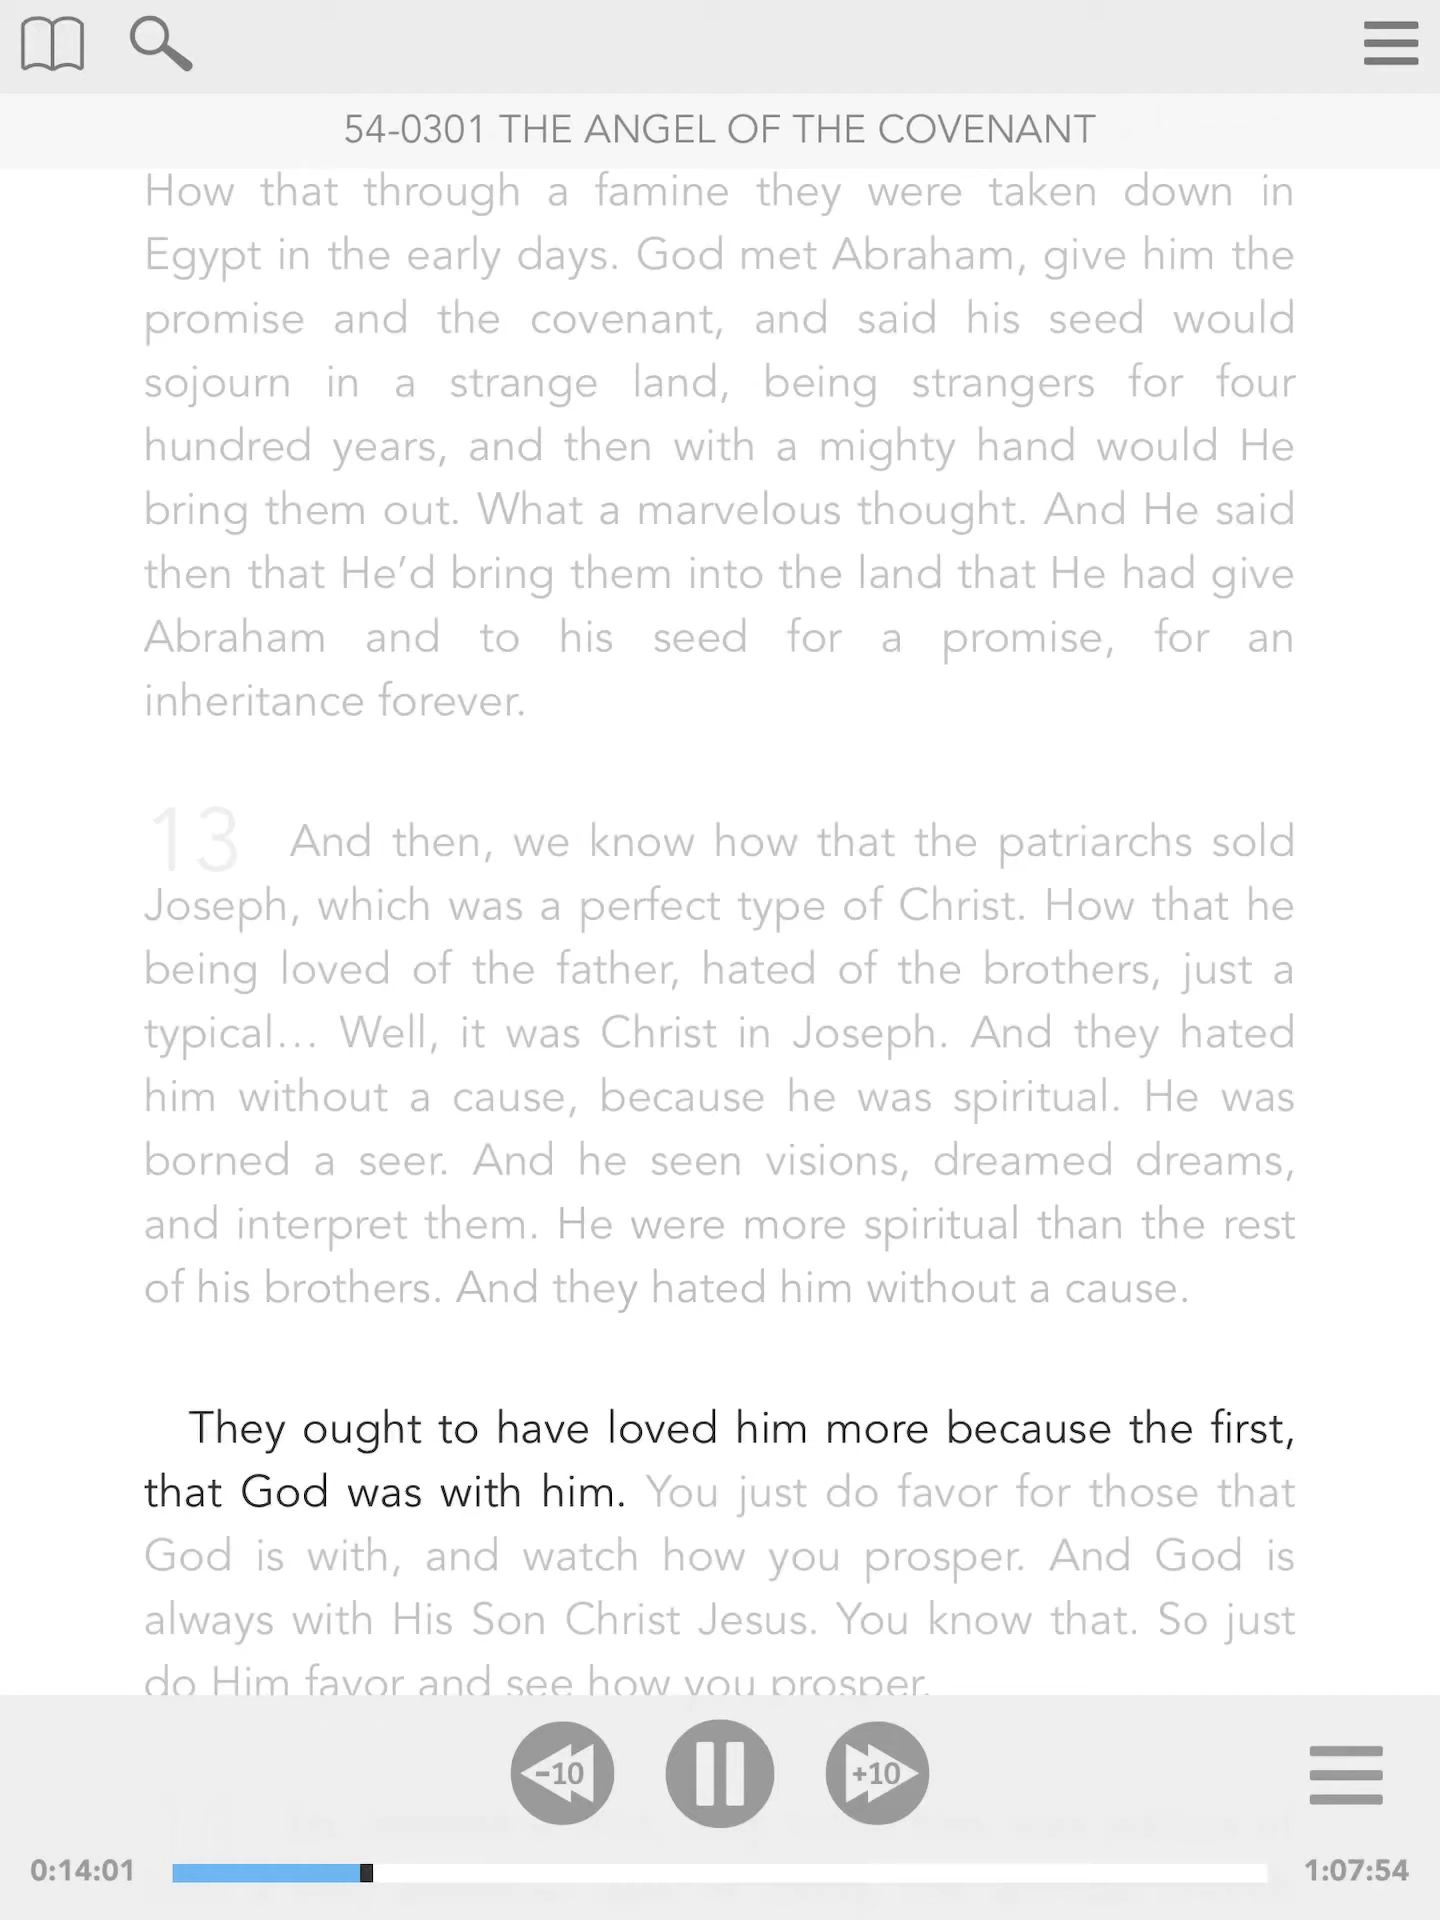 54-0301 THE ANGEL OF THE COVENANT
How that through a famine they were taken down in
Egypt in the early days. God met Abraham, give him the
promise and the covenant, and said his seed would
sojourn in a strange land, being strangers for four
hundred years, and then with a mighty hand would He
bring them out. What a marvelous thought. And He said
then that He’d bring them into the land that He had give
Abraham and to his seed for a promise, for an
inheritance forever.
13 And then, we know how that the patriarchs sold
Joseph, which was a perfect type of Christ. How that he
being loved of the father, hated of the brothers, just a
typical… Well, it was Christ in Joseph. And they hated
him without a cause, because he was spiritual. He was
borned a seer. And he seen visions, dreamed dreams,
and interpret them. He were more spiritual than the rest
of his brothers. And they hated him without a cause.
They ought to have loved him more because the first,
that God was with him. You just do favor for those that
God is with, and watch how you prosper. And God is
always with His Son Christ Jesus. You know that. So just
do Him favor and see how you prosper.
-10 +10
0:14:01 1:07:54